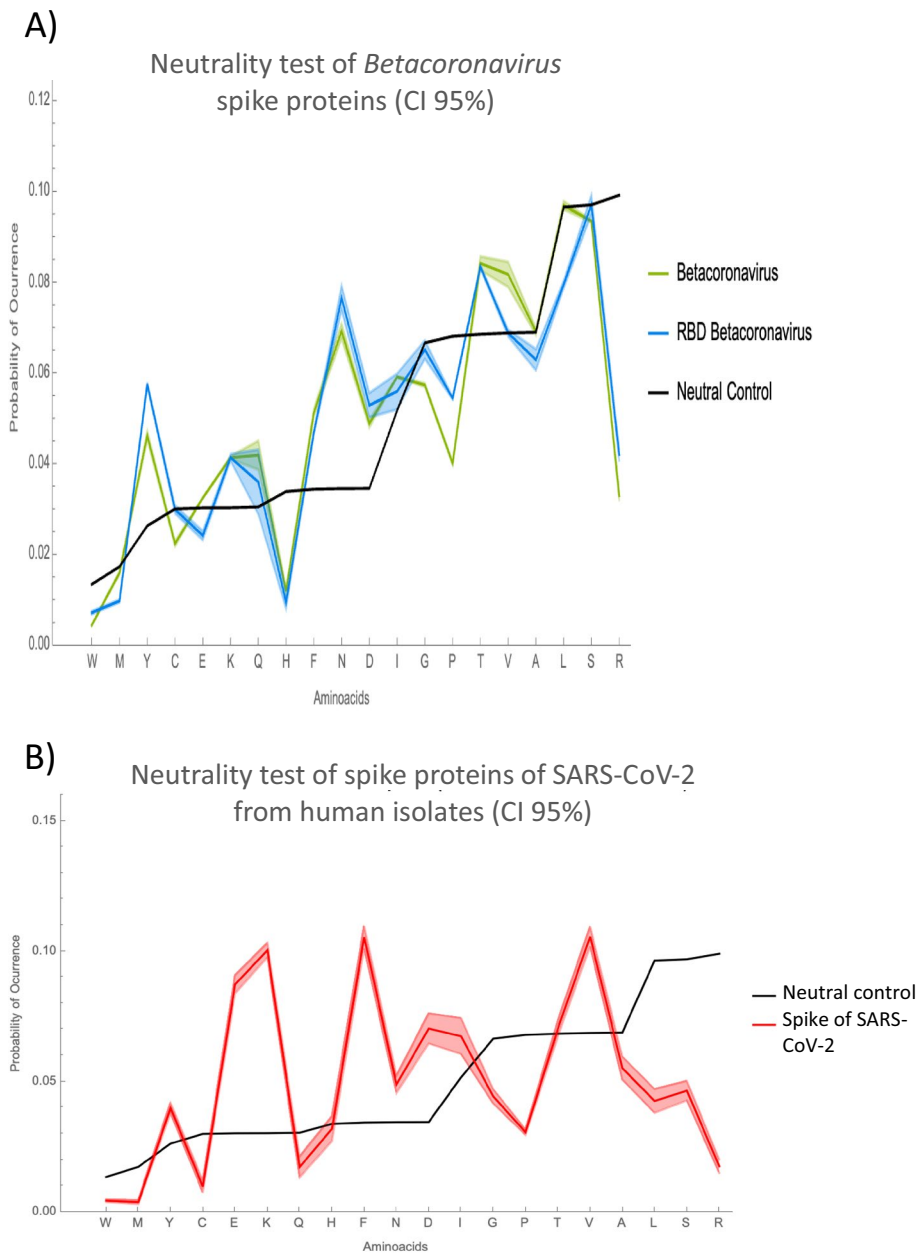 A)
Neutrality test of Betacoronavirus
spike proteins (CI 95%)
0.12
0.10
0.08
0.06
0.04
0.02
0.00
Probability of Ocurrence
W M Y C E K Q H F N D I G P T V A L S R
Aminoacids
Betacoronavirus
RBD Betacoronavirus
Neutral Control
B)
Neutrality test of spike proteins of SARS-CoV-2
from human isolates (CI 95%)
0.15
0.10
0.05
0.00
Probability of Ocurrence
W M Y C E K Q H F N D I G P T V A L S R
Aminoacids
Neutral control
Spike of SARS-
CoV-2